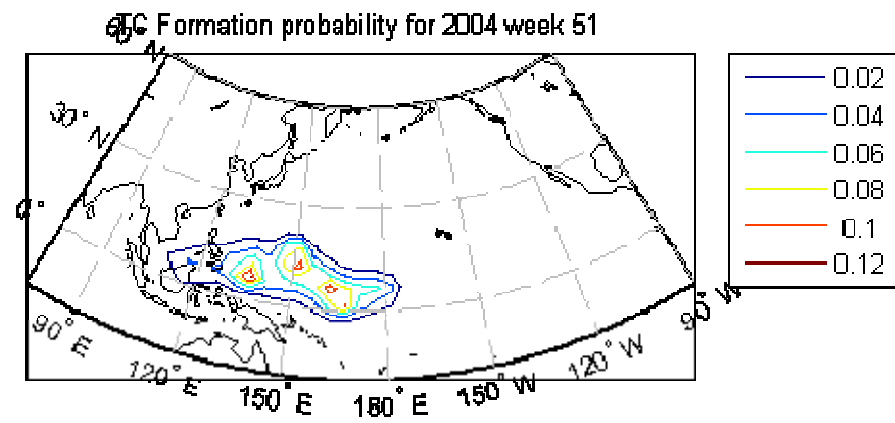 TC Formation probability for 2004 week 51
60° N
30° N
0°
90° E
120° E
150° E
180° E
150° W
120° W
90° W
0.02
0.04
0.06
0.08
0.1
0.12